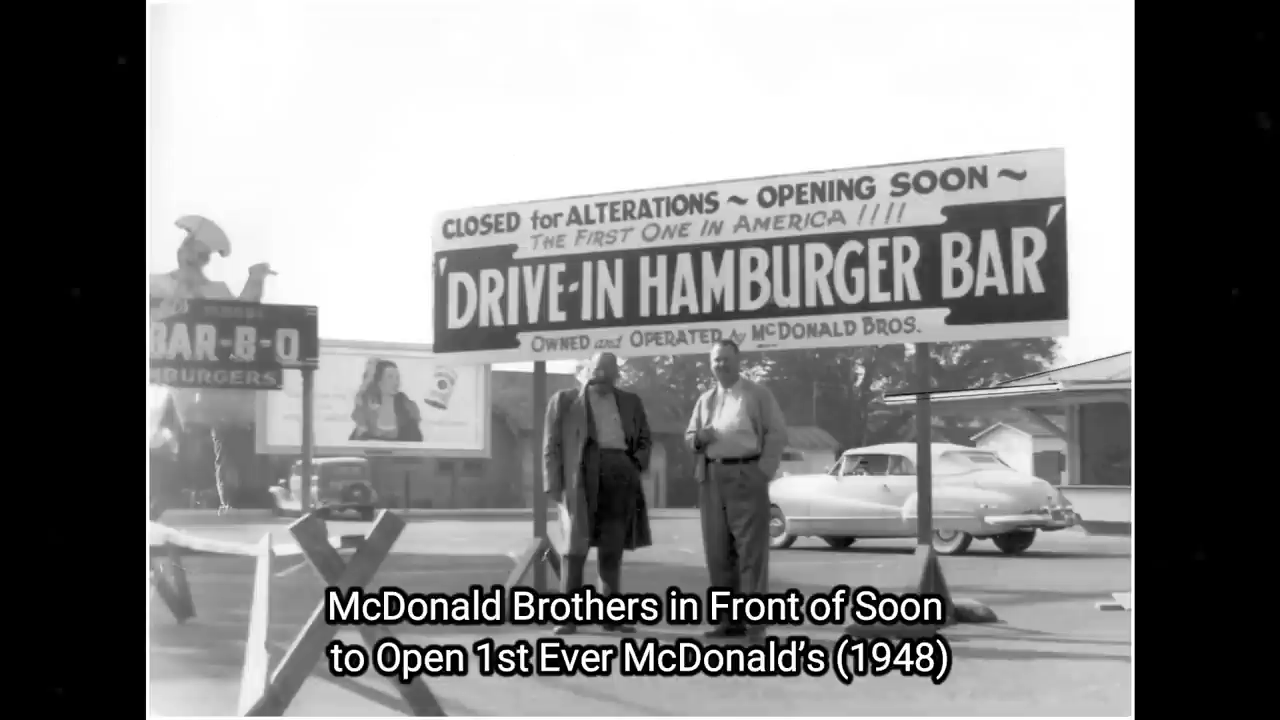 CLOSED for ALTERATIONS ~ OPENING SOON ~
THE FIRST ONE IN AMERICA !!!!
'DRIVE-IN HAMBURGER BAR'
OWNED and OPERATED by McDONALD BROS.
BAR-B-Q
BURGERS
McDonald Brothers in Front of Soon
to Open 1st Ever McDonald’s (1948)